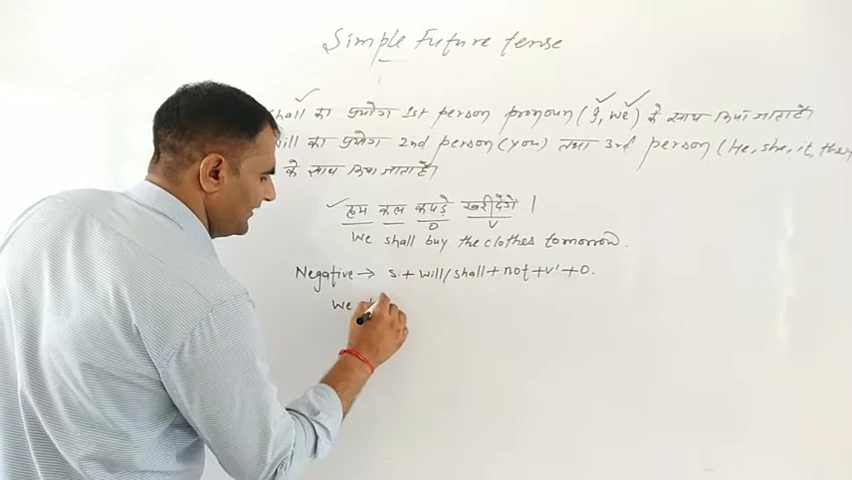 Simple Future tense
shall का प्रयोग 1st person pronoun (I, we) के साथ किया जाता है।
will का प्रयोग 2nd person (you) तथा 3rd person (He, she, it, they
के साथ किया जाता है।
हम कल कपड़े खरीदेंगे |
O V
We shall buy the clothes tomorrow.
Negative → S + will/shall + not + v' + O.
We